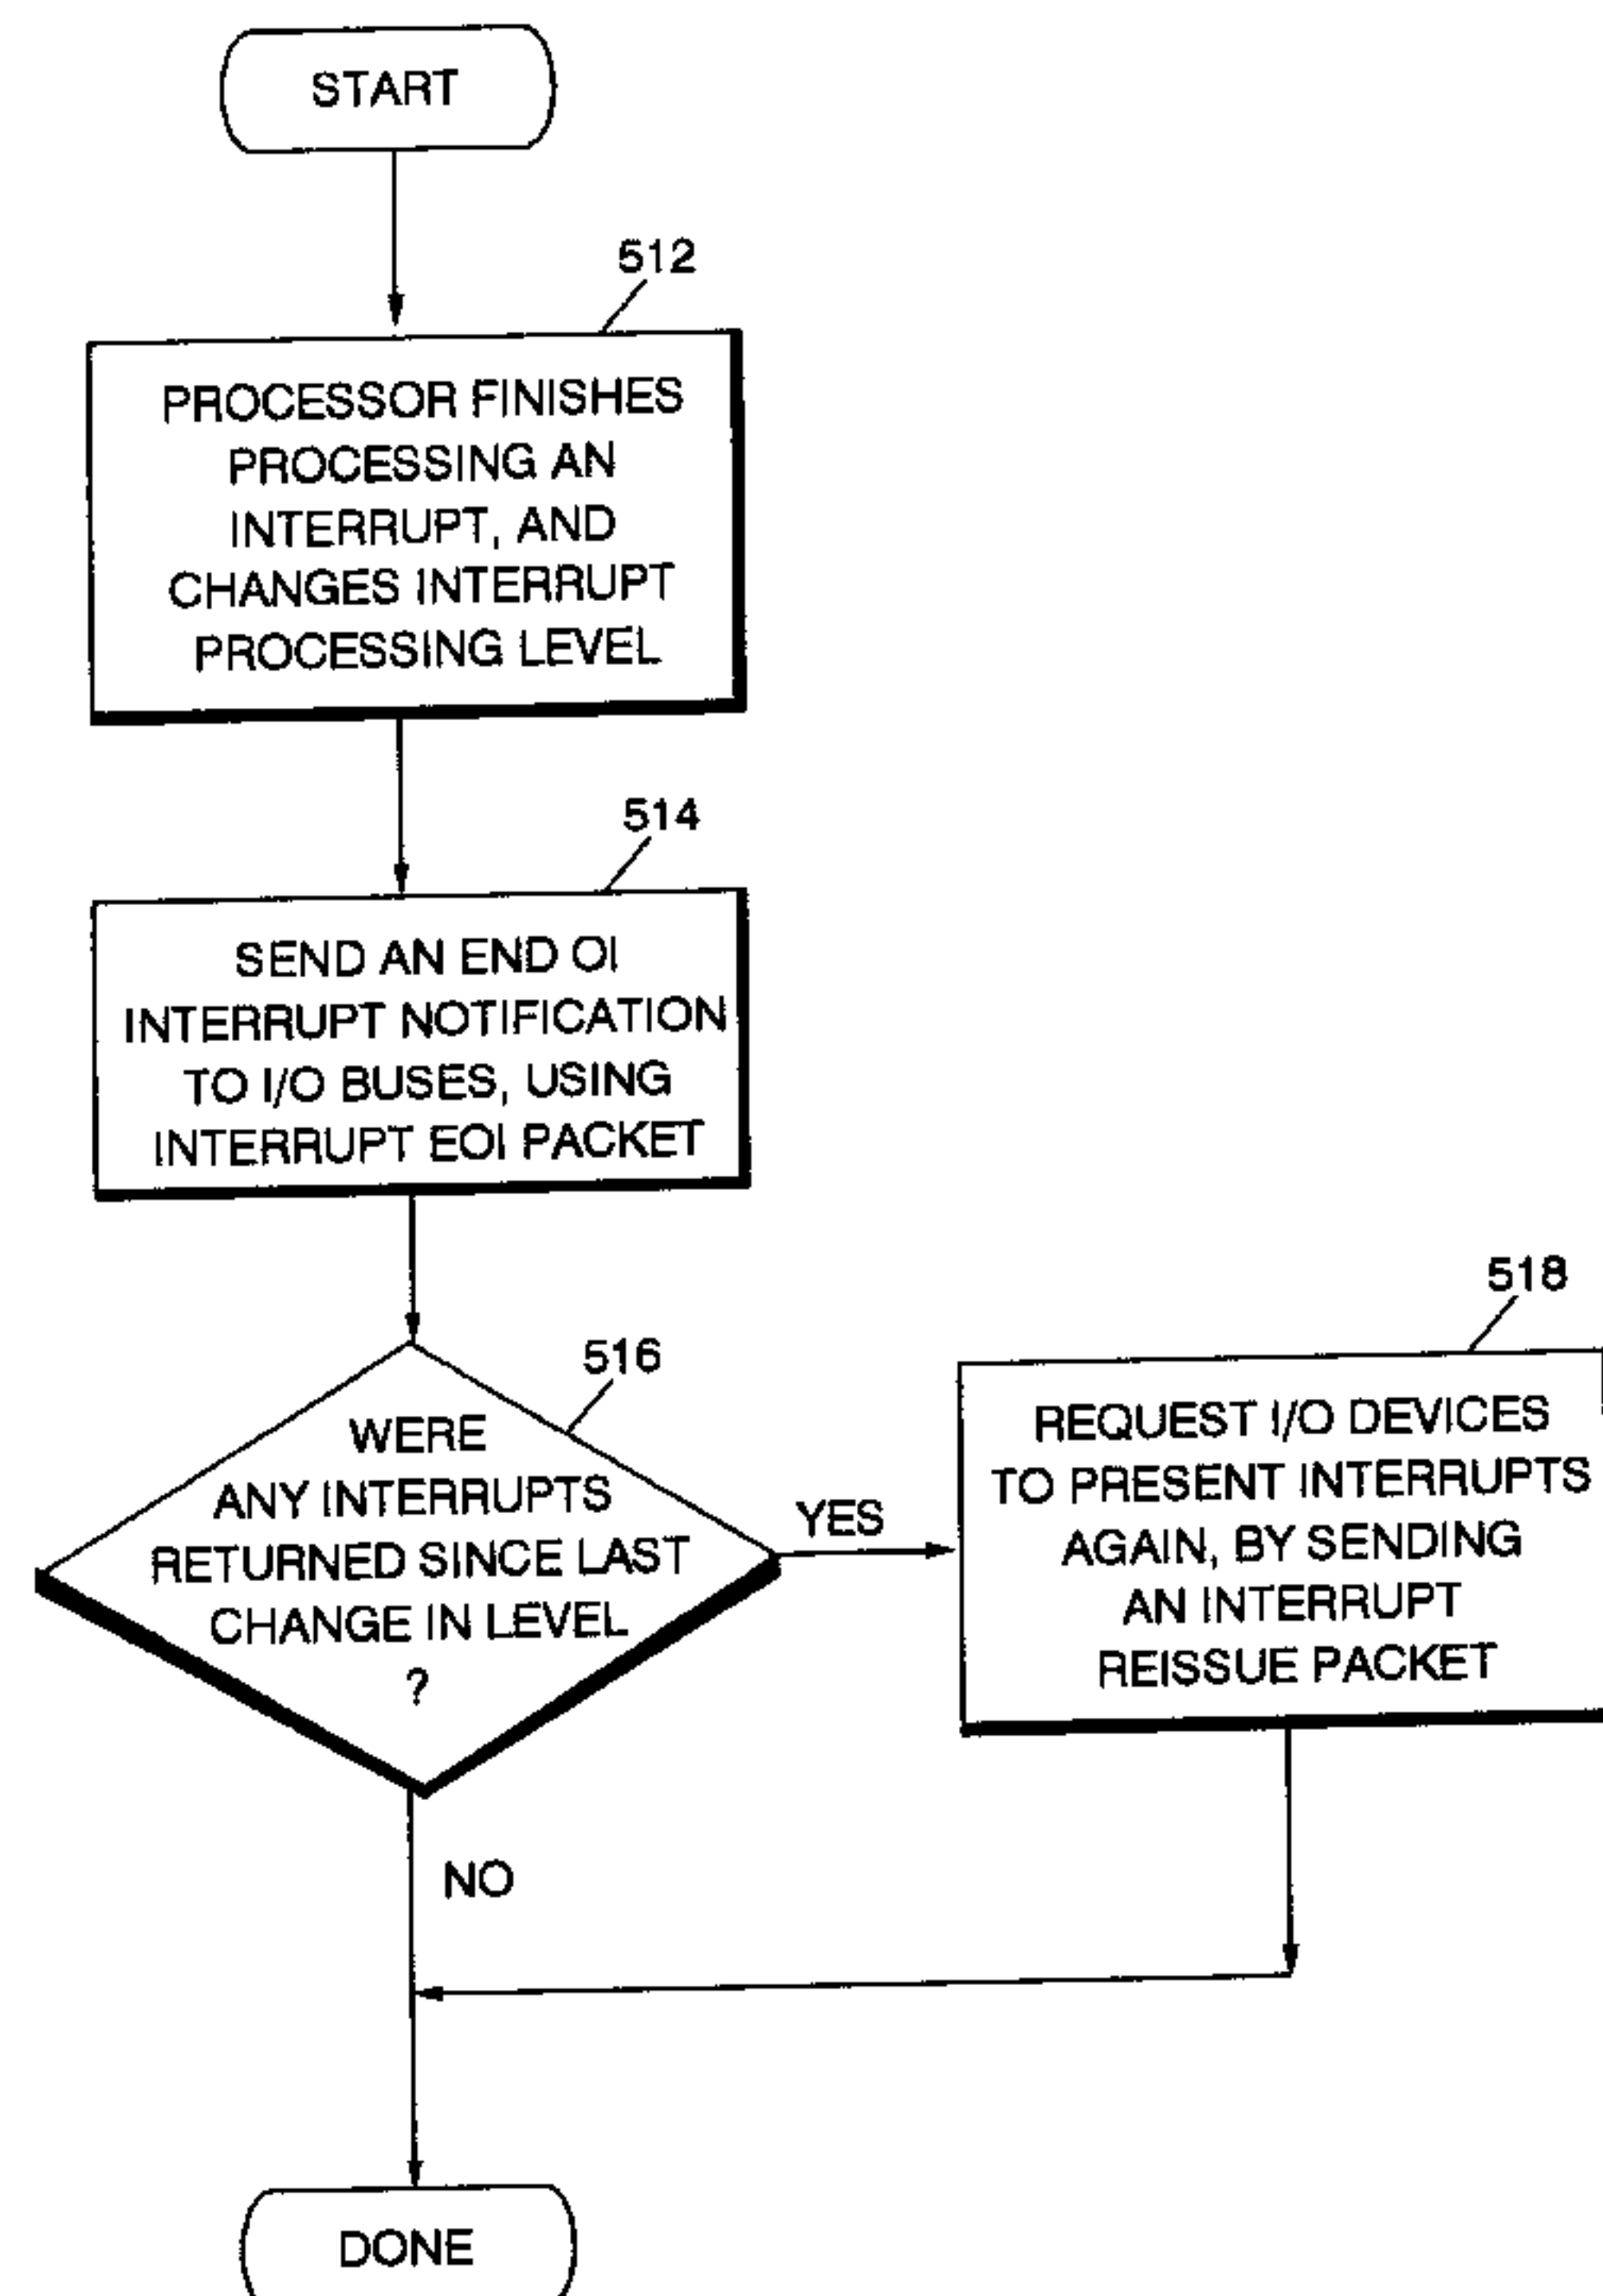 START
512
PROCESSOR FINISHES
PROCESSING AN
INTERRUPT, AND
CHANGES INTERRUPT
PROCESSING LEVEL
514
SEND AN END OI
INTERRUPT NOTIFICATION
TO I/O BUSES, USING
INTERRUPT EOI PACKET
516
WERE
ANY INTERRUPTS
RETURNED SINCE LAST
CHANGE IN LEVEL
?
YES
518
REQUEST I/O DEVICES
TO PRESENT INTERRUPTS
AGAIN, BY SENDING
AN INTERRUPT
REISSUE PACKET
NO
DONE